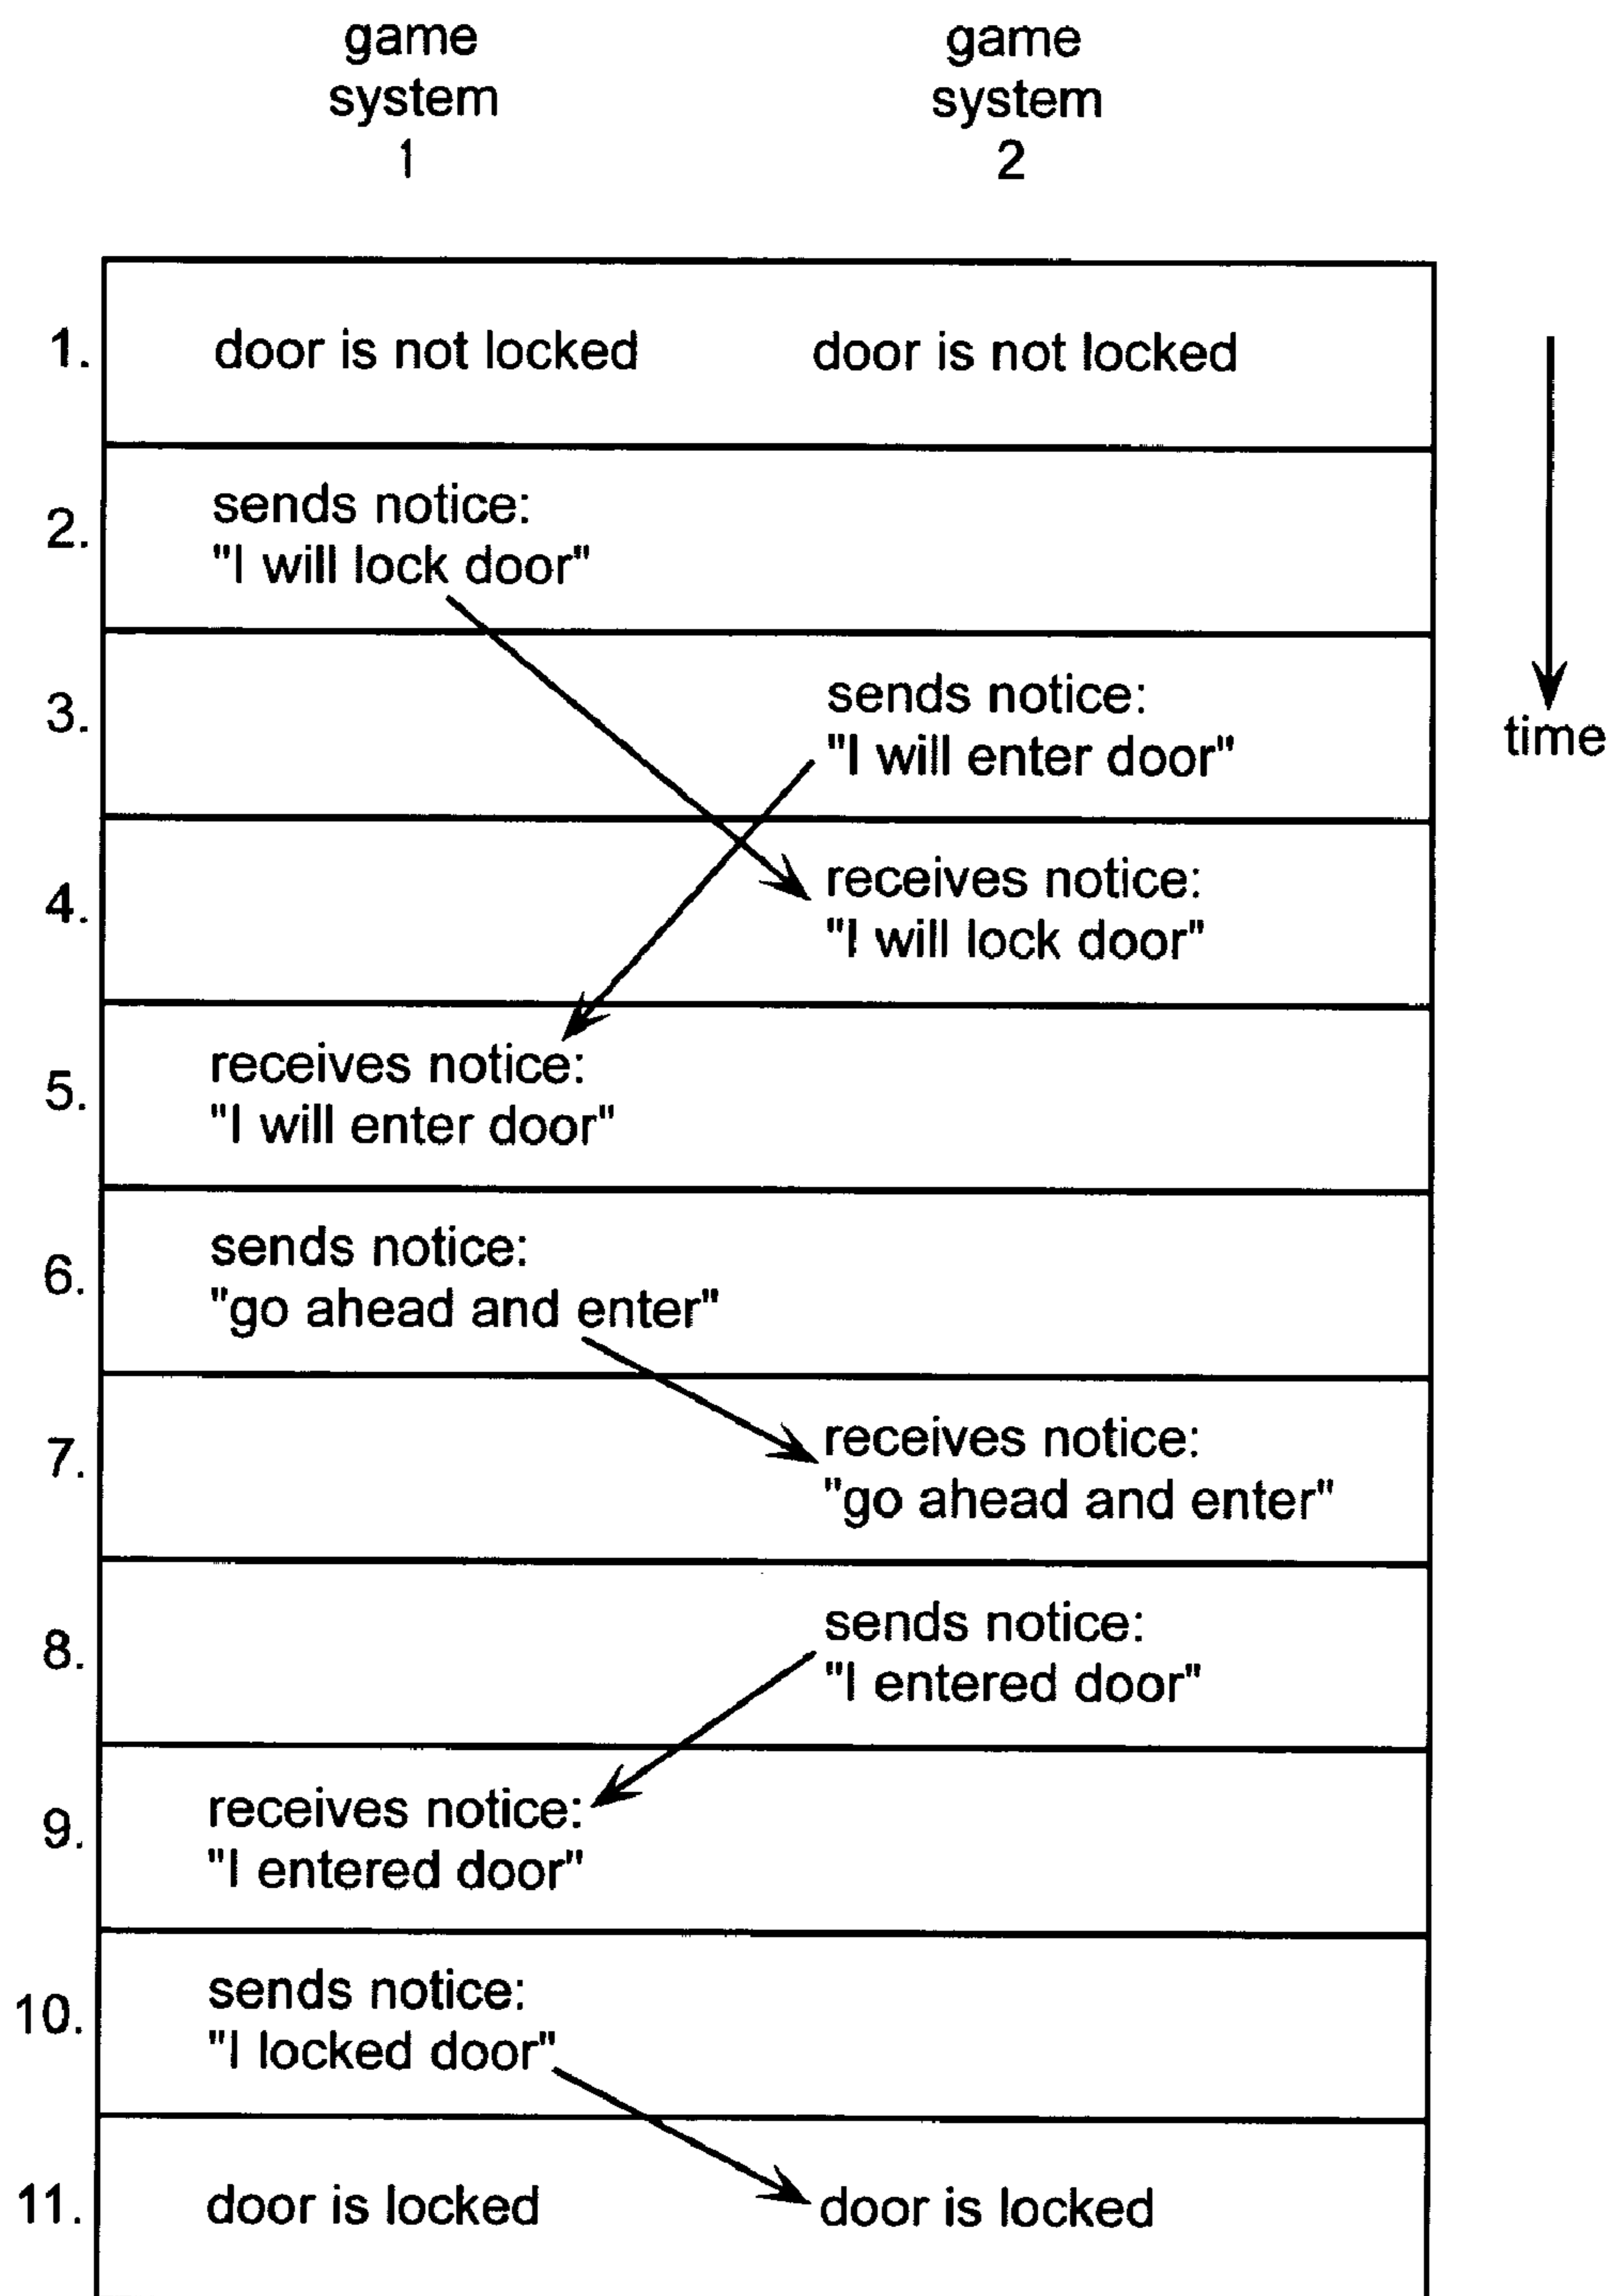 game
system
1
game
system
2
1.
door is not locked
door is not locked
2.
sends notice:
"I will lock door"
3.
sends notice:
"I will enter door"
time
4.
receives notice:
"I will lock door"
5.
receives notice:
"I will enter door"
6.
sends notice:
"go ahead and enter"
7.
receives notice:
"go ahead and enter"
8.
sends notice:
"I entered door"
9.
receives notice:
"I entered door"
10.
sends notice:
"I locked door"
11.
door is locked
door is locked